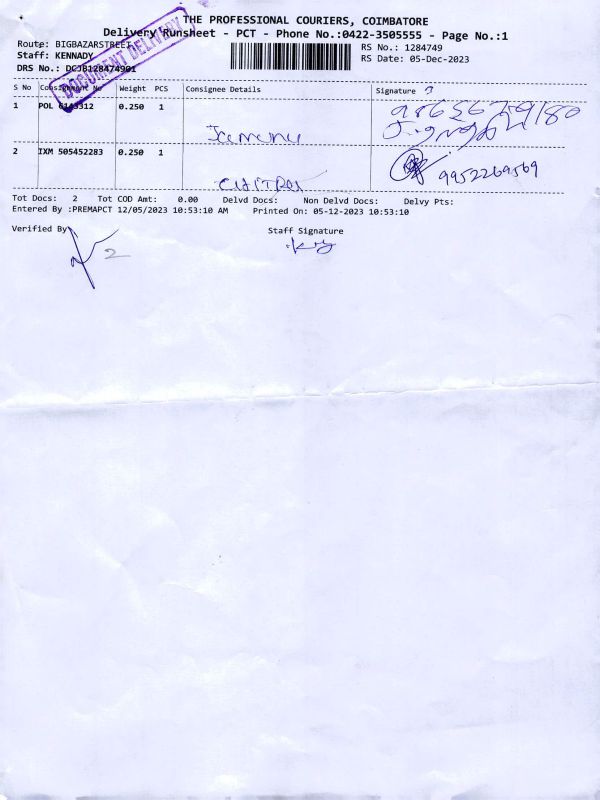 THE PROFESSIONAL COURIERS, COIMBATORE
Delivery Runsheet - PCT - Phone No.:0422-3505555 - Page No.:1
Route: BIGBAZARSTREET
RS No.: 1284749
Staff: KENNADY
RS Date: 05-Dec-2023
DRS No.: DCJB128474901
DOCUMENT DELIVERY
S No Consignment No Weight PCS Consignee Details Signature
1 POL 0.250 1
2 IXM 505452283 0.250 1
9952269569
Tot Docs: 2 Tot COD Amt: 0.00 Delvd Docs: Non Delvd Docs: Delvy Pts:
Entered By :PREMAPCT 12/05/2023 10:53:10 AM Printed On: 05-12-2023 10:53:10
Verified By
Staff Signature
2